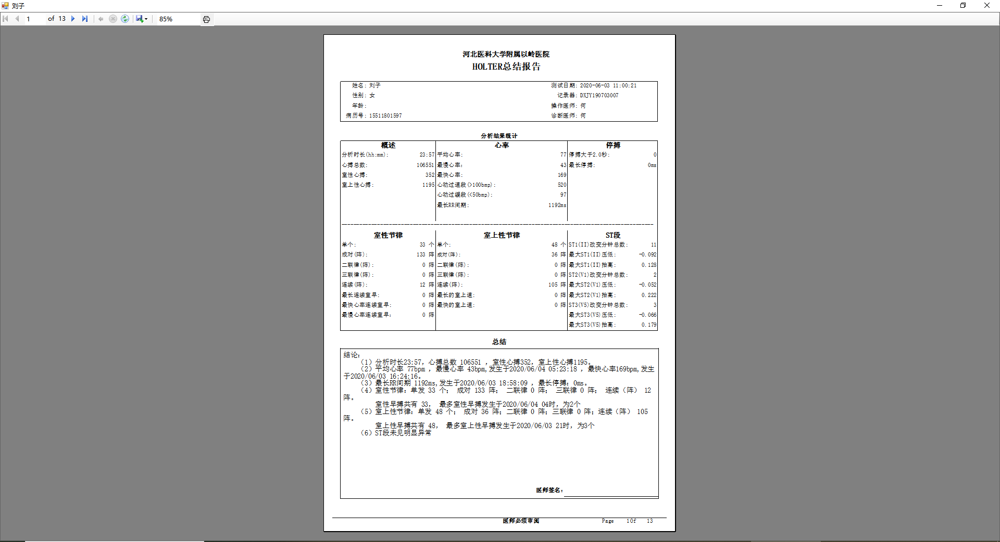 刘子
1 of 13 85%
河北医科大学附属以岭医院
HOLTER总结报告
姓名: 刘子 测试日期: 2020-06-03 11:00:21
性别: 女 记录器: DXJY190703007
年龄: 操作医师: 何
病历号: 15511801597 诊断医师: 何
分析结果统计
概述 心率 停搏
分析时长(hh:mm): 23:57 平均心率: 77 停搏大于2.0秒: 0
心搏总数: 106551 最慢心率: 43 最长停搏: 0ms
室性心搏: 352 最快心率: 169
室上性心搏: 1195 心动过速段(>100bmp): 520
心动过缓段(<50bmp): 97
最长RR间期: 1192ms
室性节律 室上性节律 ST段
单个: 33 个 单个: 48 个 ST1(II)改变分钟总数: 11
成对(阵): 133 阵 成对(阵): 36 阵 最大ST1(II)压低: -0.092
二联律(阵): 0 阵 二联律(阵): 0 阵 最大ST1(II)抬高: 0.128
三联律(阵): 0 阵 三联律(阵): 0 阵 ST2(V1)改变分钟总数: 2
连续(阵): 12 阵 连续(阵): 105 阵 最大ST2(V1)压低: -0.052
最长连续室早: 0 阵 最长的室上速: 0 阵 最大ST2(V1)抬高: 0.222
最快心率连续室早: 0 阵 最快的室上速: 0 阵 ST3(V5)改变分钟总数: 3
最慢心率连续室早: 0 阵 最大ST3(V5)压低: -0.066
最大ST3(V5)抬高: 0.179
总结
结论:
（1）分析时长23:57, 心搏总数 106551 , 室性心搏352, 室上性心搏1195。
（2）平均心率 77bpm , 最慢心率 43bpm,发生于2020/06/04 05:23:18 , 最快心率169bpm,发生
于2020/06/03 16:24:16。
（3）最长RR间期 1192ms,发生于2020/06/03 18:58:09 , 最长停搏: 0ms。
（4）室性节律: 单发 33 个; 成对 133 阵; 二联律 0 阵; 三联律 0 阵; 连续（阵） 12
阵。
室性早搏共有 33, 最多室性早搏发生于2020/06/04 04时, 为2个
（5）室上性节律: 单发 48 个; 成对 36 阵; 二联律 0 阵; 三联律 0 阵; 连续（阵） 105
阵。
室上性早搏共有 48, 最多室上性早搏发生于2020/06/03 21时, 为3个
（6）ST段未见明显异常
医师签名:
医师必须审阅 Page 1Of 13